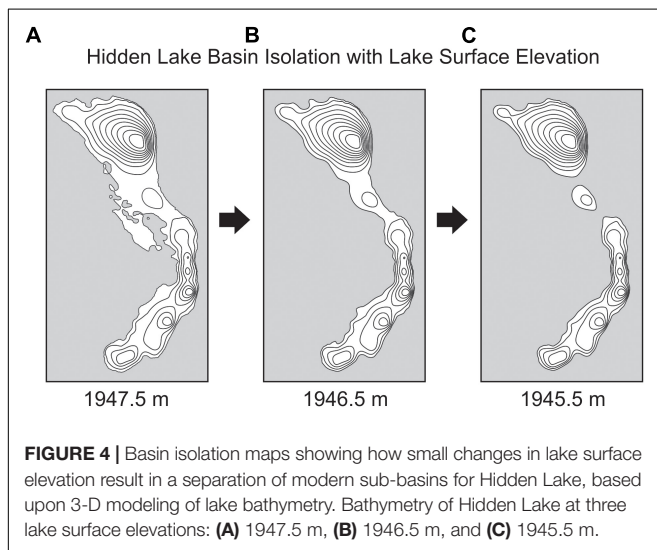 A B C
Hidden Lake Basin Isolation with Lake Surface Elevation
1947.5 m 1946.5 m 1945.5 m
FIGURE 4 | Basin isolation maps showing how small changes in lake surface
elevation result in a separation of modern sub-basins for Hidden Lake, based
upon 3-D modeling of lake bathymetry. Bathymetry of Hidden Lake at three
lake surface elevations: (A) 1947.5 m, (B) 1946.5 m, and (C) 1945.5 m.